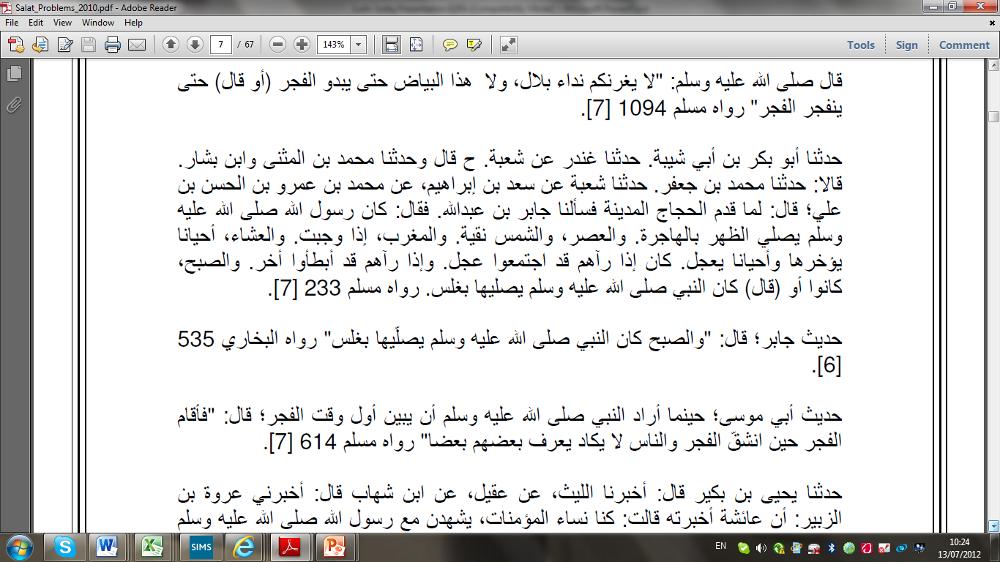 Salat_Problems_2010.pdf - Adobe Reader
File Edit View Window Help
7 / 67 143% Tools Sign Comment
قال صلى الله عليه وسلم: "لا يغرنكم نداء بلال، ولا هذا البياض حتى يبدو الفجر (أو قال) حتى
ينفجر الفجر" رواه مسلم 1094 [7].
حدثنا أبو بكر بن أبي شيبة. حدثنا غندر عن شعبة. ح قال وحدثنا محمد بن المثنى وابن بشار.
قالا: حدثنا محمد بن جعفر. حدثنا شعبة عن سعد بن إبراهيم، عن محمد بن عمرو بن الحسن بن
علي؛ قال: لما قدم الحجاج المدينة فسألنا جابر بن عبدالله. فقال: كان رسول الله صلى الله عليه
وسلم يصلي الظهر بالهاجرة. والعصر، والشمس نقية. والمغرب، إذا وجبت. والعشاء، أحيانا
يؤخرها وأحيانا يعجل. كان إذا رآهم قد اجتمعوا عجل. وإذا رآهم قد أبطأوا أخر. والصبح،
كانوا أو (قال) كان النبي صلى الله عليه وسلم يصليها بغلس. رواه مسلم 233 [7].
حديث جابر؛ قال: "والصبح كان النبي صلى الله عليه وسلم يصلّيها بغلس" رواه البخاري 535
[6].
حديث أبي موسى؛ حينما أراد النبي صلى الله عليه وسلم أن يبين أول وقت الفجر؛ قال: "فأقام
الفجر حين انشقّ الفجر والناس لا يكاد يعرف بعضهم بعضا" رواه مسلم 614 [7].
حدثنا يحيى بن بكير قال: أخبرنا الليث، عن عقيل، عن ابن شهاب قال: أخبرني عروة بن
الزبير: أن عائشة أخبرته قالت: كنا نساء المؤمنات، يشهدن مع رسول الله صلى الله عليه وسلم
SIMS
EN 10:24
13/07/2012